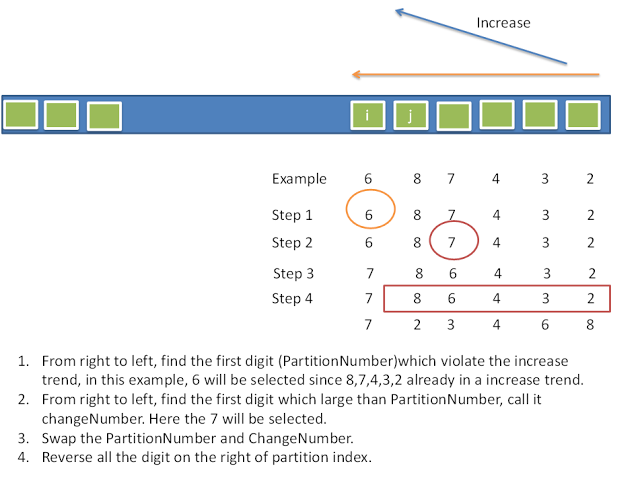 Increase
i j
Example 6 8 7 4 3 2
Step 1 6 8 7 4 3 2
Step 2 6 8 7 4 3 2
Step 3 7 8 6 4 3 2
Step 4 7 8 6 4 3 2
7 2 3 4 6 8
1. From right to left, find the first digit (PartitionNumber)which violate the increase
trend, in this example, 6 will be selected since 8,7,4,3,2 already in a increase trend.
2. From right to left, find the first digit which large than PartitionNumber, call it
changeNumber. Here the 7 will be selected.
3. Swap the PartitionNumber and ChangeNumber.
4. Reverse all the digit on the right of partition index.